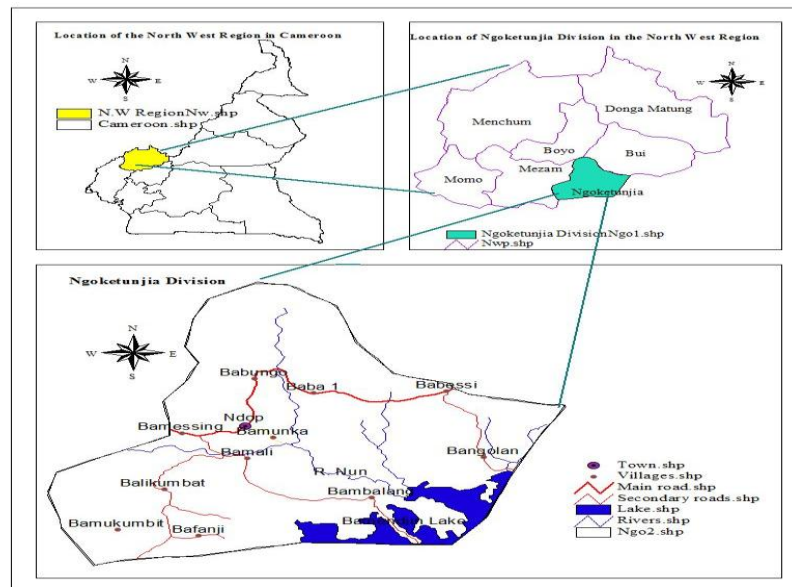 Location of the North West Region in Cameroon
N
W E
S
N.W RegionNw.shp
Cameroon.shp
Location of Ngoketunjia Division in the North West Region
N
W E
S
Donga Matung
Menchum
Boyo
Bui
Mezam
Momo
Ngoketunjia
Ngoketunjia DivisionNgo1.shp
Nwp.shp
Ngoketunjia Division
N
W E
S
Babungo
Baba 1
Babessi
Ndop
Bamessing
Bamunka
Bamali
Bangolan
R. Nun
Balikumbat
Bambalang
Bamukumbit
Bafanji
Lake
Town.shp
Villages.shp
Main road.shp
Secondary roads.shp
Lake.shp
Rivers.shp
Ngo2.shp